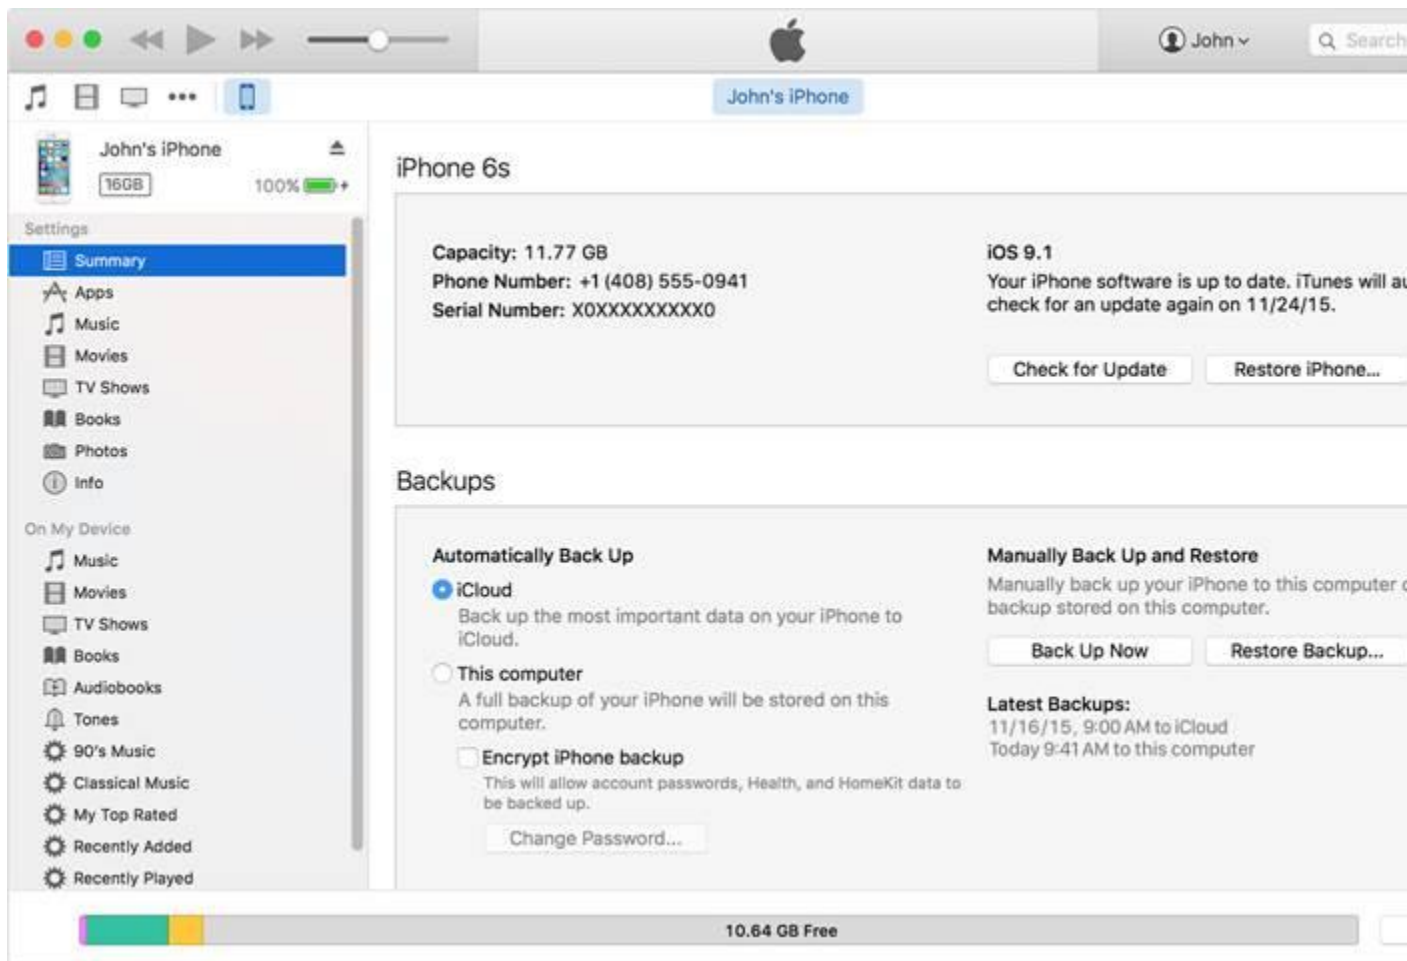 John
Search
John's iPhone
John's iPhone
16GB
100%
Settings
Summary
Apps
Music
Movies
TV Shows
Books
Photos
Info
On My Device
Music
Movies
TV Shows
Books
Audiobooks
Tones
90's Music
Classical Music
My Top Rated
Recently Added
Recently Played
iPhone 6s
Capacity: 11.77 GB
Phone Number: +1 (408) 555-0941
Serial Number: X0XXXXXXXXX0
iOS 9.1
Your iPhone software is up to date. iTunes will au
check for an update again on 11/24/15.
Check for Update
Restore iPhone...
Backups
Automatically Back Up
iCloud
Back up the most important data on your iPhone to
iCloud.
This computer
A full backup of your iPhone will be stored on this
computer.
Encrypt iPhone backup
This will allow account passwords, Health, and HomeKit data to
be backed up.
Change Password...
Manually Back Up and Restore
Manually back up your iPhone to this computer
backup stored on this computer.
Back Up Now
Restore Backup...
Latest Backups:
11/16/15, 9:00 AM to iCloud
Today 9:41 AM to this computer
10.64 GB Free